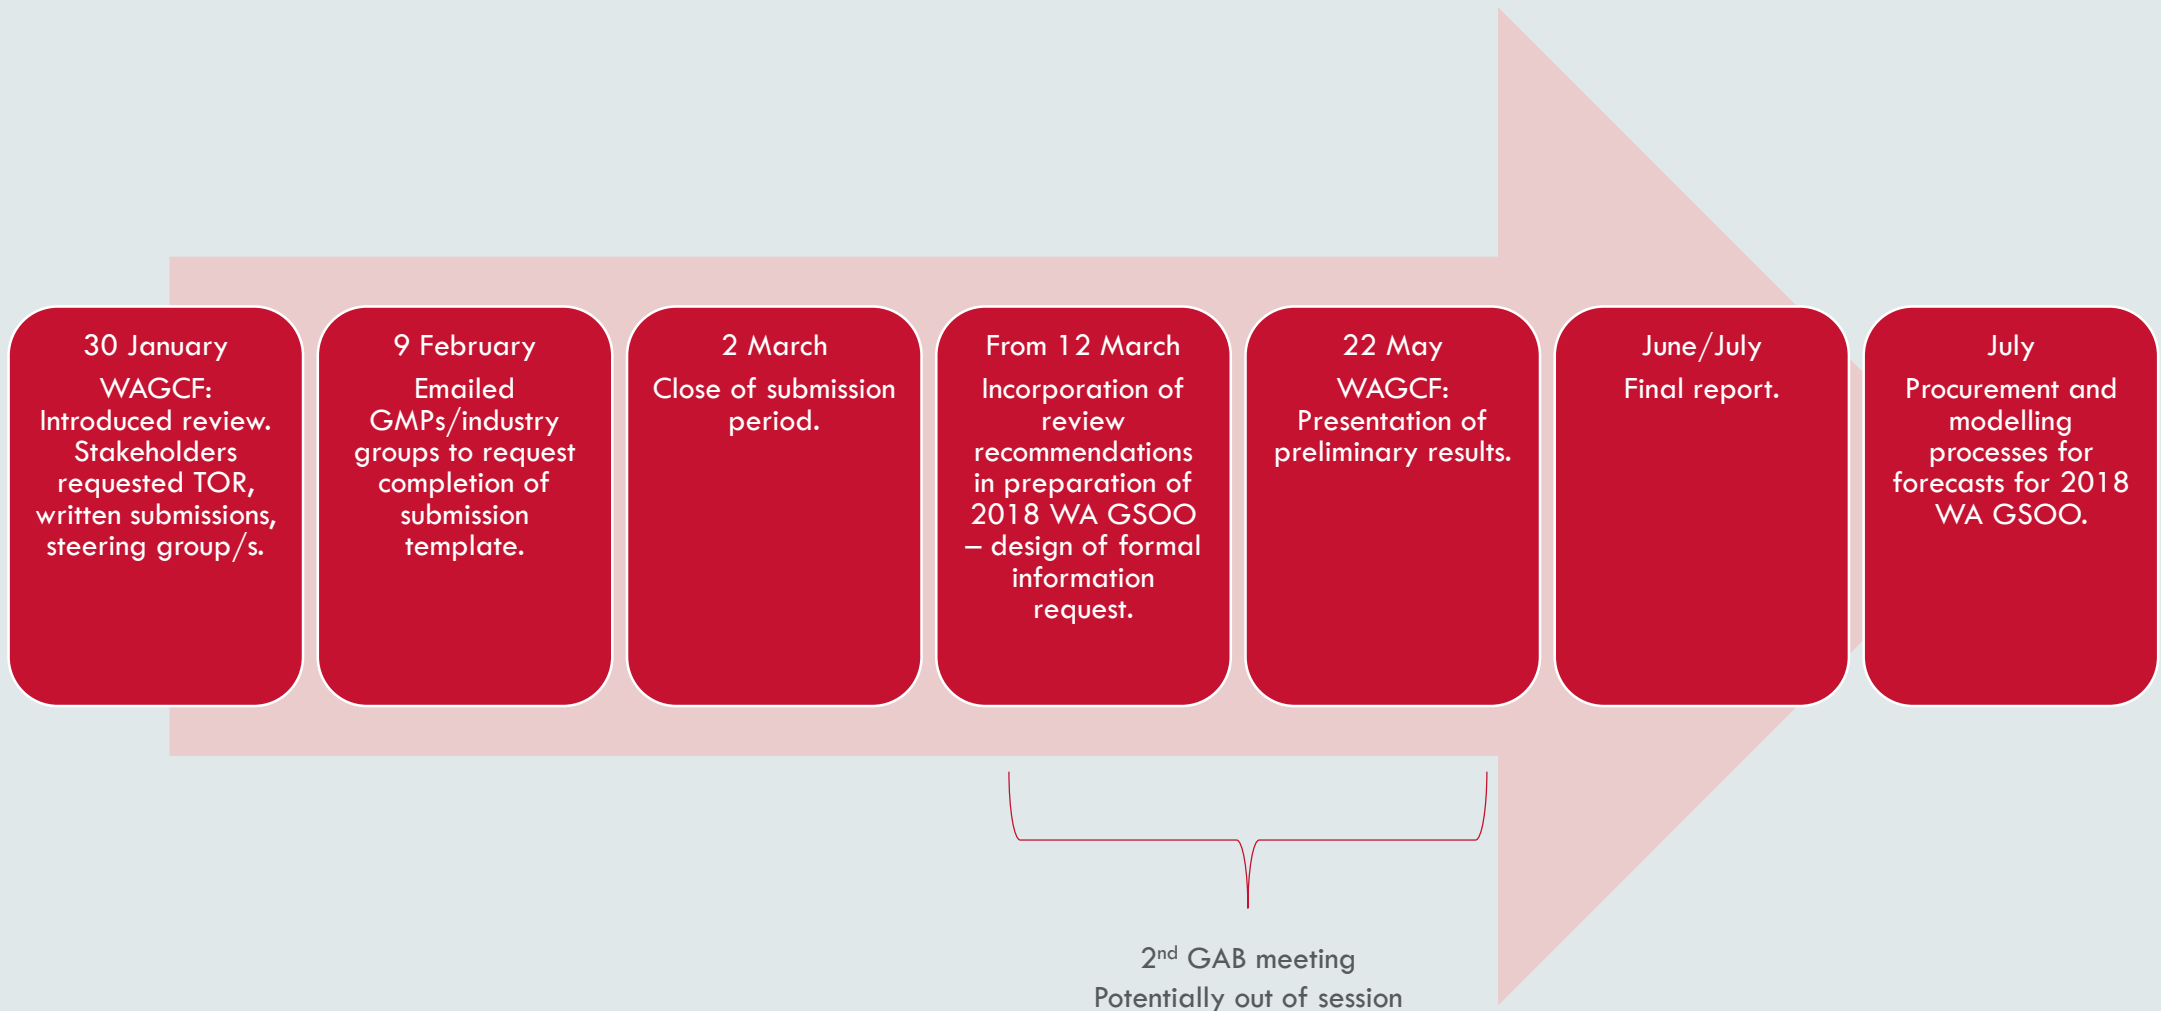 30 January
WAGCF:
Introduced review.
Stakeholders
requested TOR,
written submissions,
steering group/s.
9 February
Emailed
GMPs/industry
groups to request
completion of
submission
template.
2 March
Close of submission
period.
From 12 March
Incorporation of
review
recommendations
in preparation of
2018 WA GSOO
– design of formal
information
request.
22 May
WAGCF:
Presentation of
preliminary results.
June/July
Final report.
July
Procurement and
modelling
processes for
forecasts for 2018
WA GSOO.
2nd GAB meeting
Potentially out of session